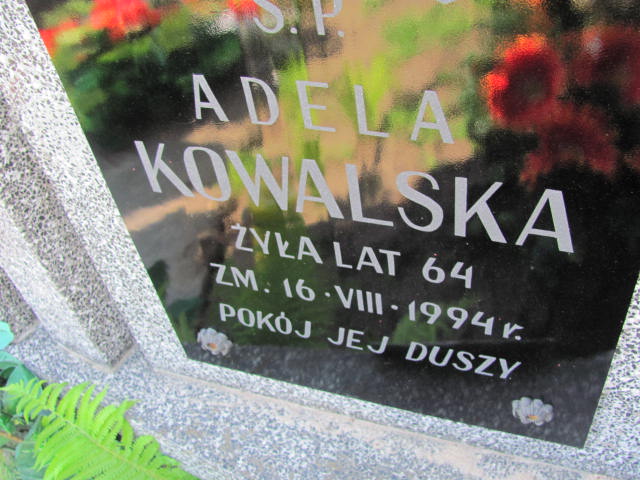 Ś.P.
ADELA
KOWALSKA
ŻYŁA LAT 64
ZM. 16·VIII·1994 r.
POKÓJ JEJ DUSZY